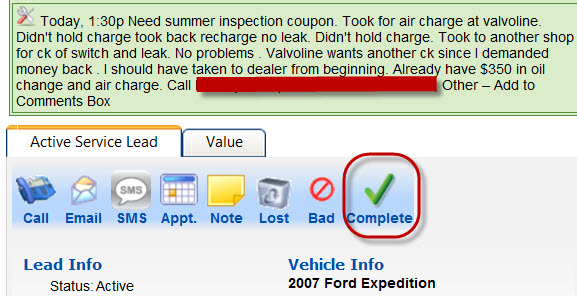 Today, 1:30p Need summer inspection coupon. Took for air charge at valvoline.
Didn't hold charge took back recharge no leak. Didn't hold charge. Took to another shop
for ck of switch and leak. No problems . Valvoline wants another ck since I demanded
money back . I should have taken to dealer from beginning. Already have $350 in oil
change and air charge. Call Other – Add to
Comments Box
Active Service Lead Value
SMS
Call Email SMS Appt. Note Lost Bad Complete
Lead Info Vehicle Info
Status: Active 2007 Ford Expedition